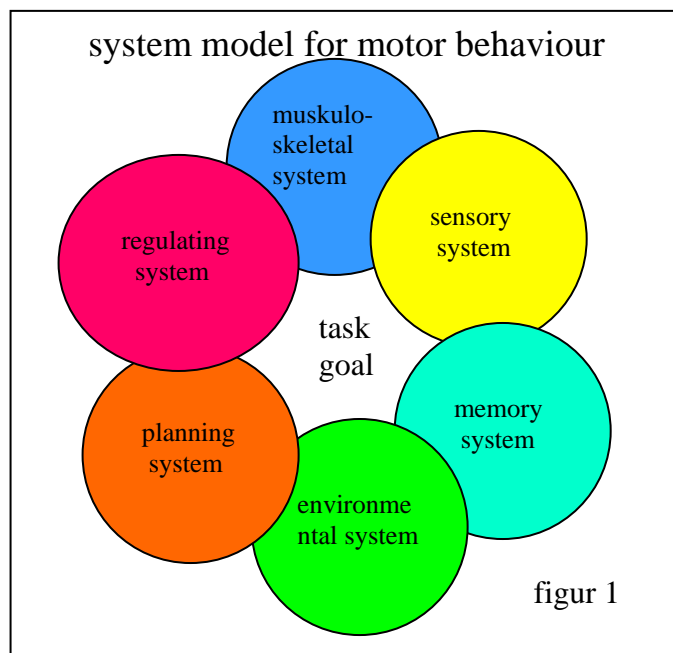 system model for motor behaviour
muskulo-
skeletal
system
sensory
system
regulating
system
task
goal
memory
system
planning
system
environme
ntal system
figur 1